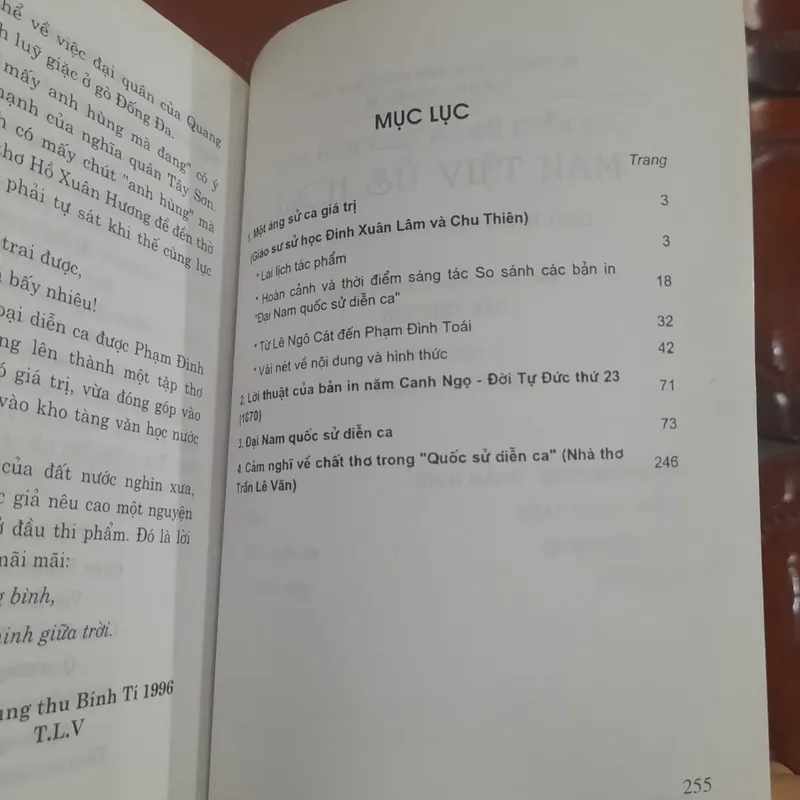 hể về việc đại quân của Quang
h luỹ giặc ở gò Đống Đa.
mấy anh hùng mà đang" có ý
mạnh của nghĩa quân Tây Sơn.
h có mấy chút "anh hùng" mà
thơ Hồ Xuân Hương để đền thờ
phải tự sát khi thế cùng lực
trai được,
bấy nhiêu!
oại diễn ca được Phạm Đình
ng lên thành một tập thơ
ó giá trị, vừa đóng góp vào
vào kho tàng văn học nước
của đất nước nghìn xưa,
c giả nêu cao một nguyện
ở đầu thi phẩm. Đó là lời
mãi mãi:
g bình,
minh giữa trời.
ung thu Bính Tí 1996
T.L.V
MỤC LỤC
Trang
1. Một áng sử ca giá trị 3
(Giáo sư sử học Đinh Xuân Lâm và Chu Thiên)
* Lai lịch tác phẩm 3
* Hoàn cảnh và thời điểm sáng tác So sánh các bản in 18
"Đại Nam quốc sử diễn ca"
* Từ Lê Ngô Cát đến Phạm Đình Toái 32
* Vài nét về nội dung và hình thức 42
2. Lời thuật của bản in năm Canh Ngọ - Đời Tự Đức thứ 23 71
(1870)
3. Đại Nam quốc sử diễn ca 73
4. Cảm nghĩ về chất thơ trong "Quốc sử diễn ca" (Nhà thơ 246
Trần Lê Văn)
255